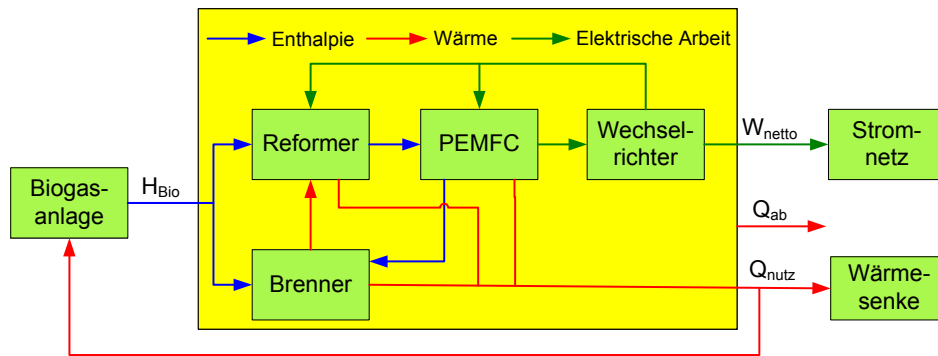 Enthalpie
Wärme
Elektrische Arbeit
Reformer
PEMFC
Wechsel-
richter
W_netto
Strom-
netz
Biogas-
anlage
H_Bio
Q_ab
Brenner
Q_nutz
Wärme-
senke